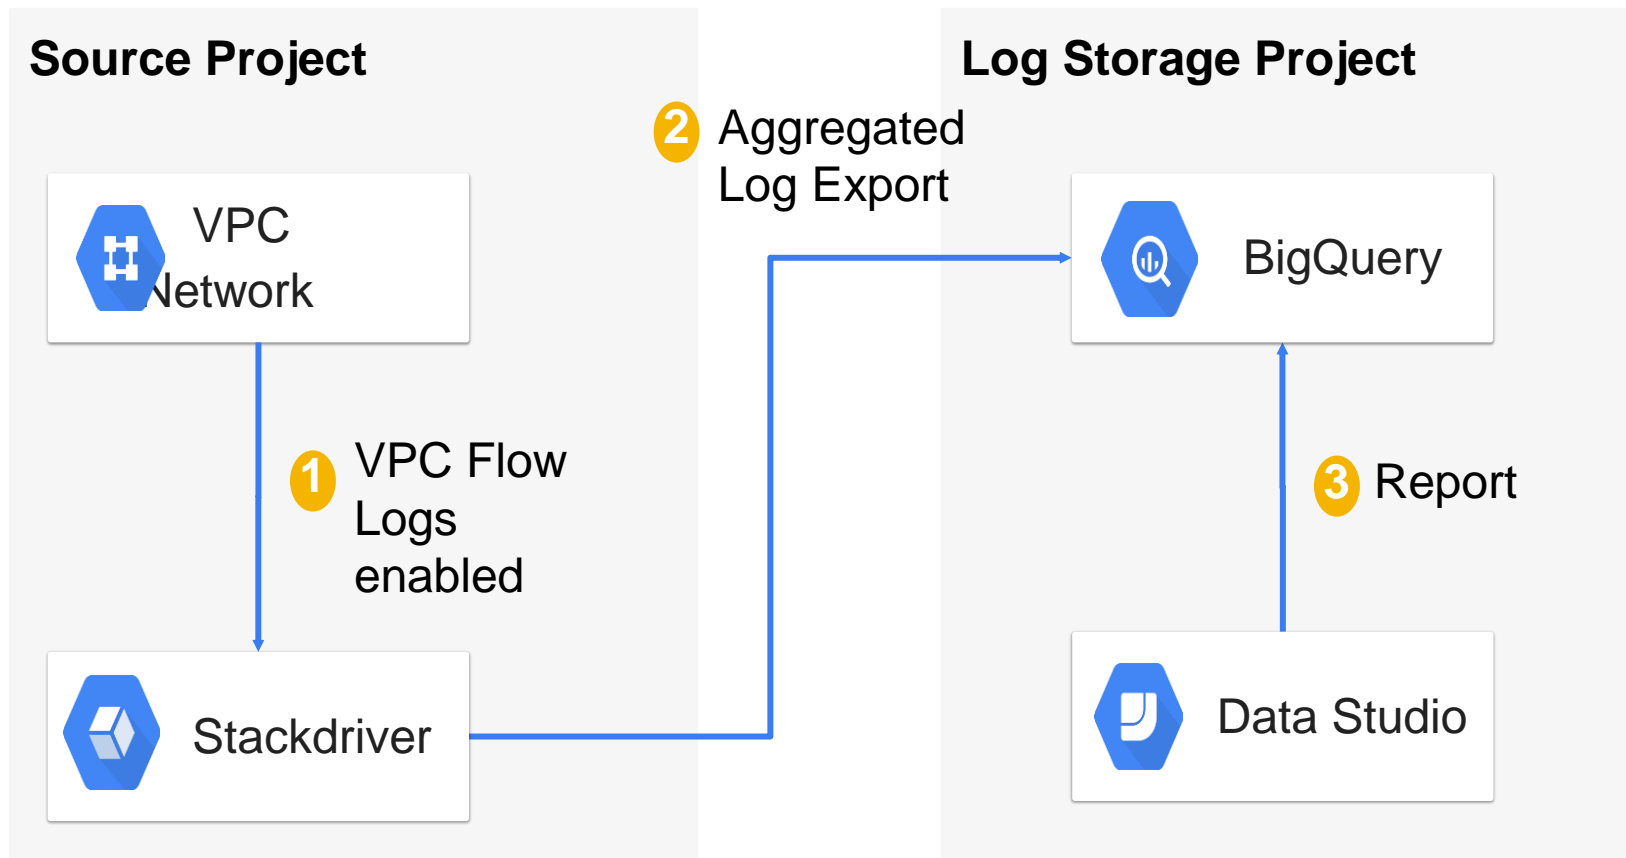 Source Project
Log Storage Project
2
Aggregated
Log Export
VPC
Network
BigQuery
1
VPC Flow
Logs
enabled
3
Report
Stackdriver
Data Studio